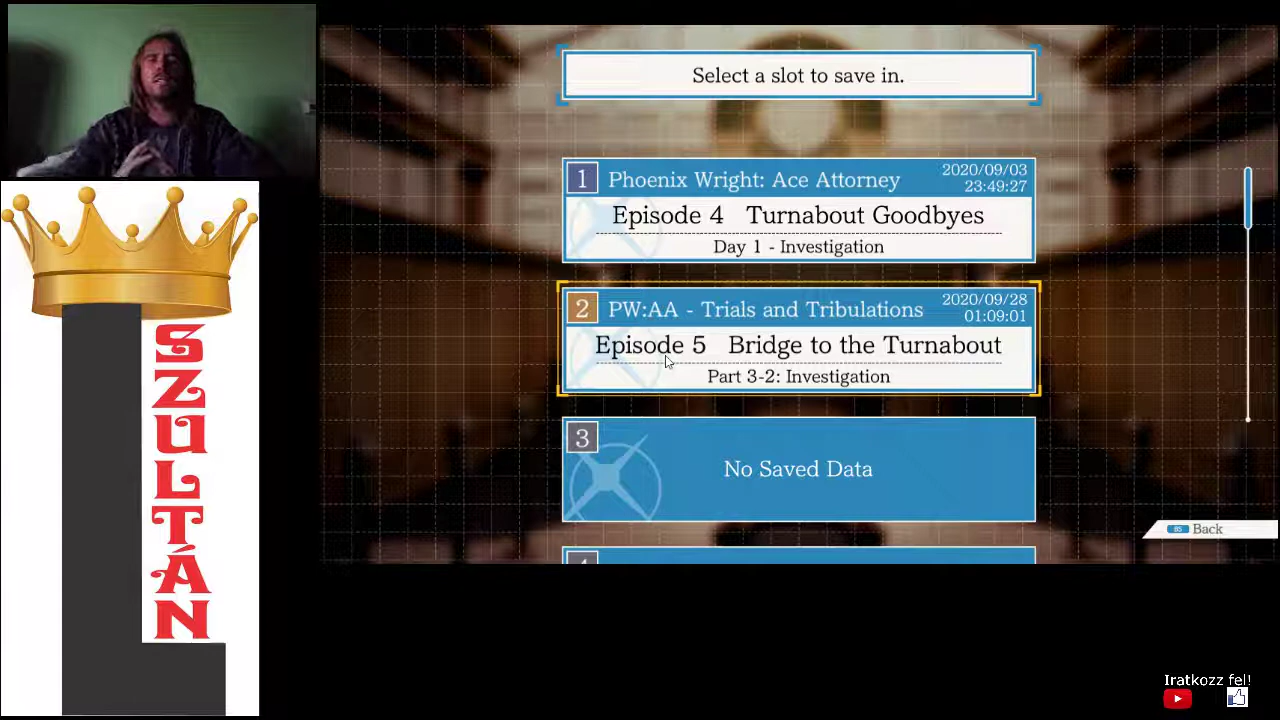 Select a slot to save in.
1 Phoenix Wright: Ace Attorney 2020/09/03 23:49:27
Episode 4 Turnabout Goodbyes
Day 1 - Investigation
2 PW:AA - Trials and Tribulations 2020/09/28 01:09:01
Episode 5 Bridge to the Turnabout
Part 3-2: Investigation
3
No Saved Data
BS Back
L SZULTÁN
Iratkozz fel!